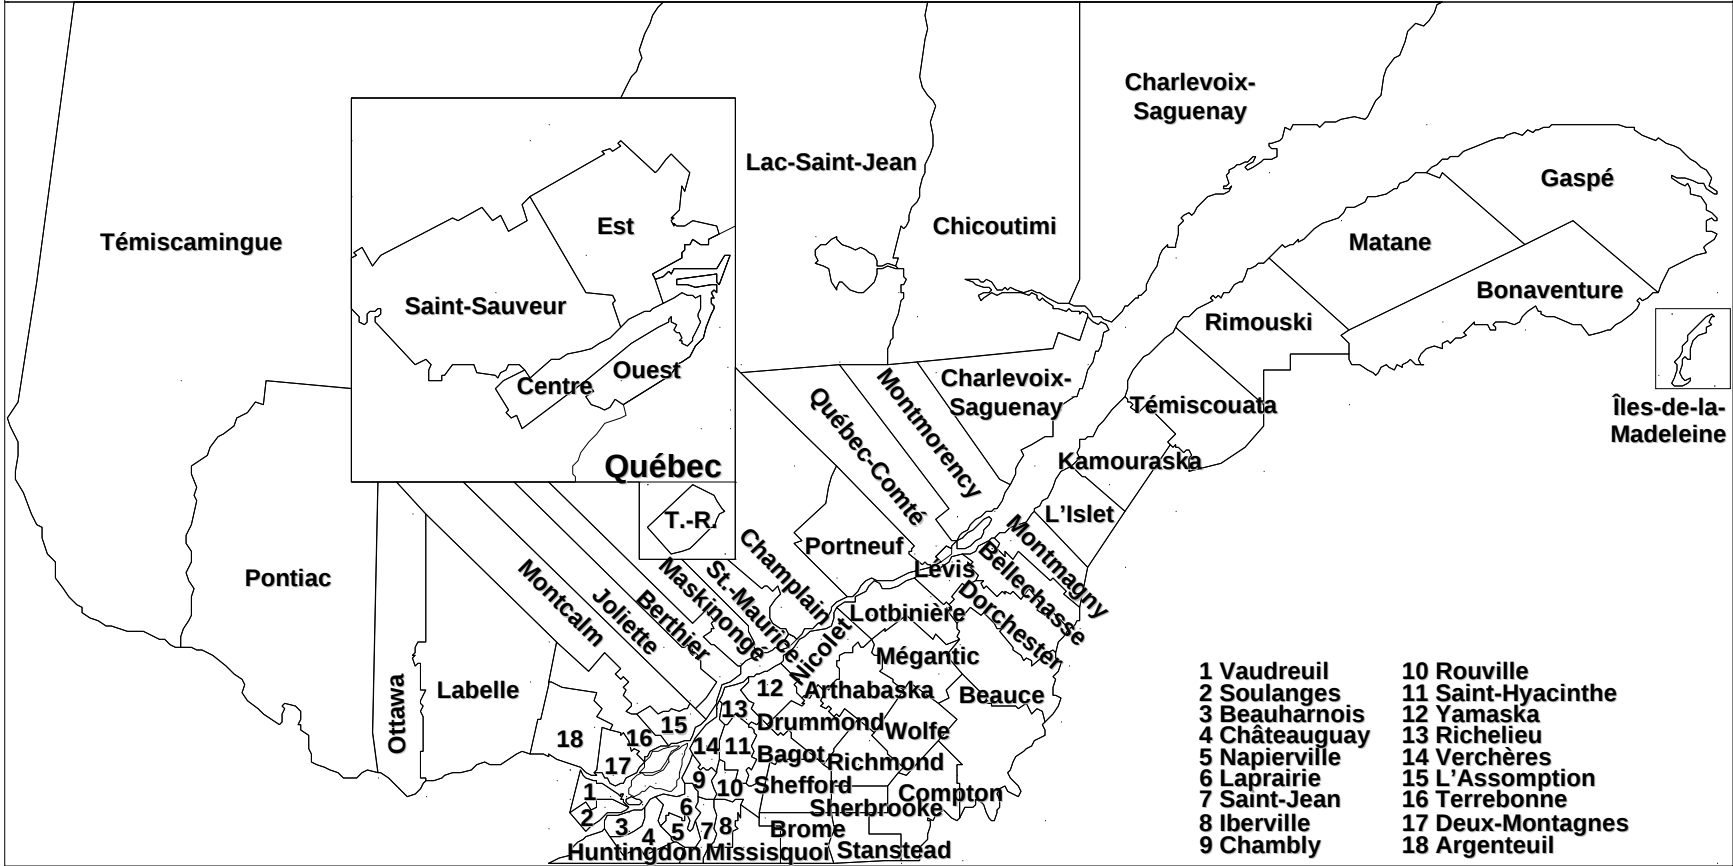 Charlevoix-
Saguenay
Lac-Saint-Jean
Gaspé
Est
Chicoutimi
Témiscamingue
Matane
Bonaventure
Saint-Sauveur
Rimouski
Ouest
Centre
Charlevoix-
Saguenay
Montmorency
Québec-Comté
Témiscouata
Îles-de-la-
Madeleine
Québec
Kamouraska
L’Islet
T.-R.
Portneuf
Champlain
Pontiac
Lévis
Montmagny
Bellechasse
Dorchester
Lotbinière
Montcalm
Joliette
Berthier
Maskinongé
St.-Maurice
Nicolet
Mégantic
Labelle
Ottawa
12
Arthabaska
Beauce
13
Drummond
Wolfe
15
16
18
14
11
Bagot
Richmond
17
9
10
Shefford
Compton
1
Sherbrooke
6
2
3
4
5
7
8
Brome
Huntingdon
Missisquoi
Stanstead
1 Vaudreuil
2 Soulanges
3 Beauharnois
4 Châteauguay
5 Napierville
6 Laprairie
7 Saint-Jean
8 Iberville
9 Chambly
10 Rouville
11 Saint-Hyacinthe
12 Yamaska
13 Richelieu
14 Verchères
15 L’Assomption
16 Terrebonne
17 Deux-Montagnes
18 Argenteuil